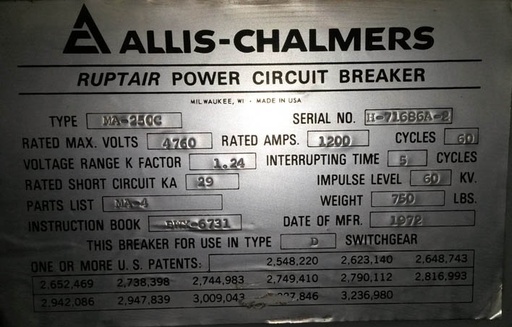 ALLIS-CHALMERS
RUPTAIR POWER CIRCUIT BREAKER
MILWAUKEE, WI - MADE IN USA
TYPE MA-250C SERIAL NO. H-71686A-2
RATED MAX. VOLTS 4760 RATED AMPS. 1200 CYCLES 60
VOLTAGE RANGE K FACTOR 1.24 INTERRUPTING TIME 5 CYCLES
RATED SHORT CIRCUIT KA 29 IMPULSE LEVEL 60 KV.
PARTS LIST MA-4 WEIGHT 750 LBS.
INSTRUCTION BOOK DATE OF MFR. 1972
THIS BREAKER FOR USE IN TYPE D SWITCHGEAR
ONE OR MORE U.S. PATENTS: 2,548,220 2,623,140 2,648,743
2,652,469 2,738,398 2,744,983 2,749,410 2,790,112 2,816,993
2,942,086 2,947,839 3,009,043 3,236,980